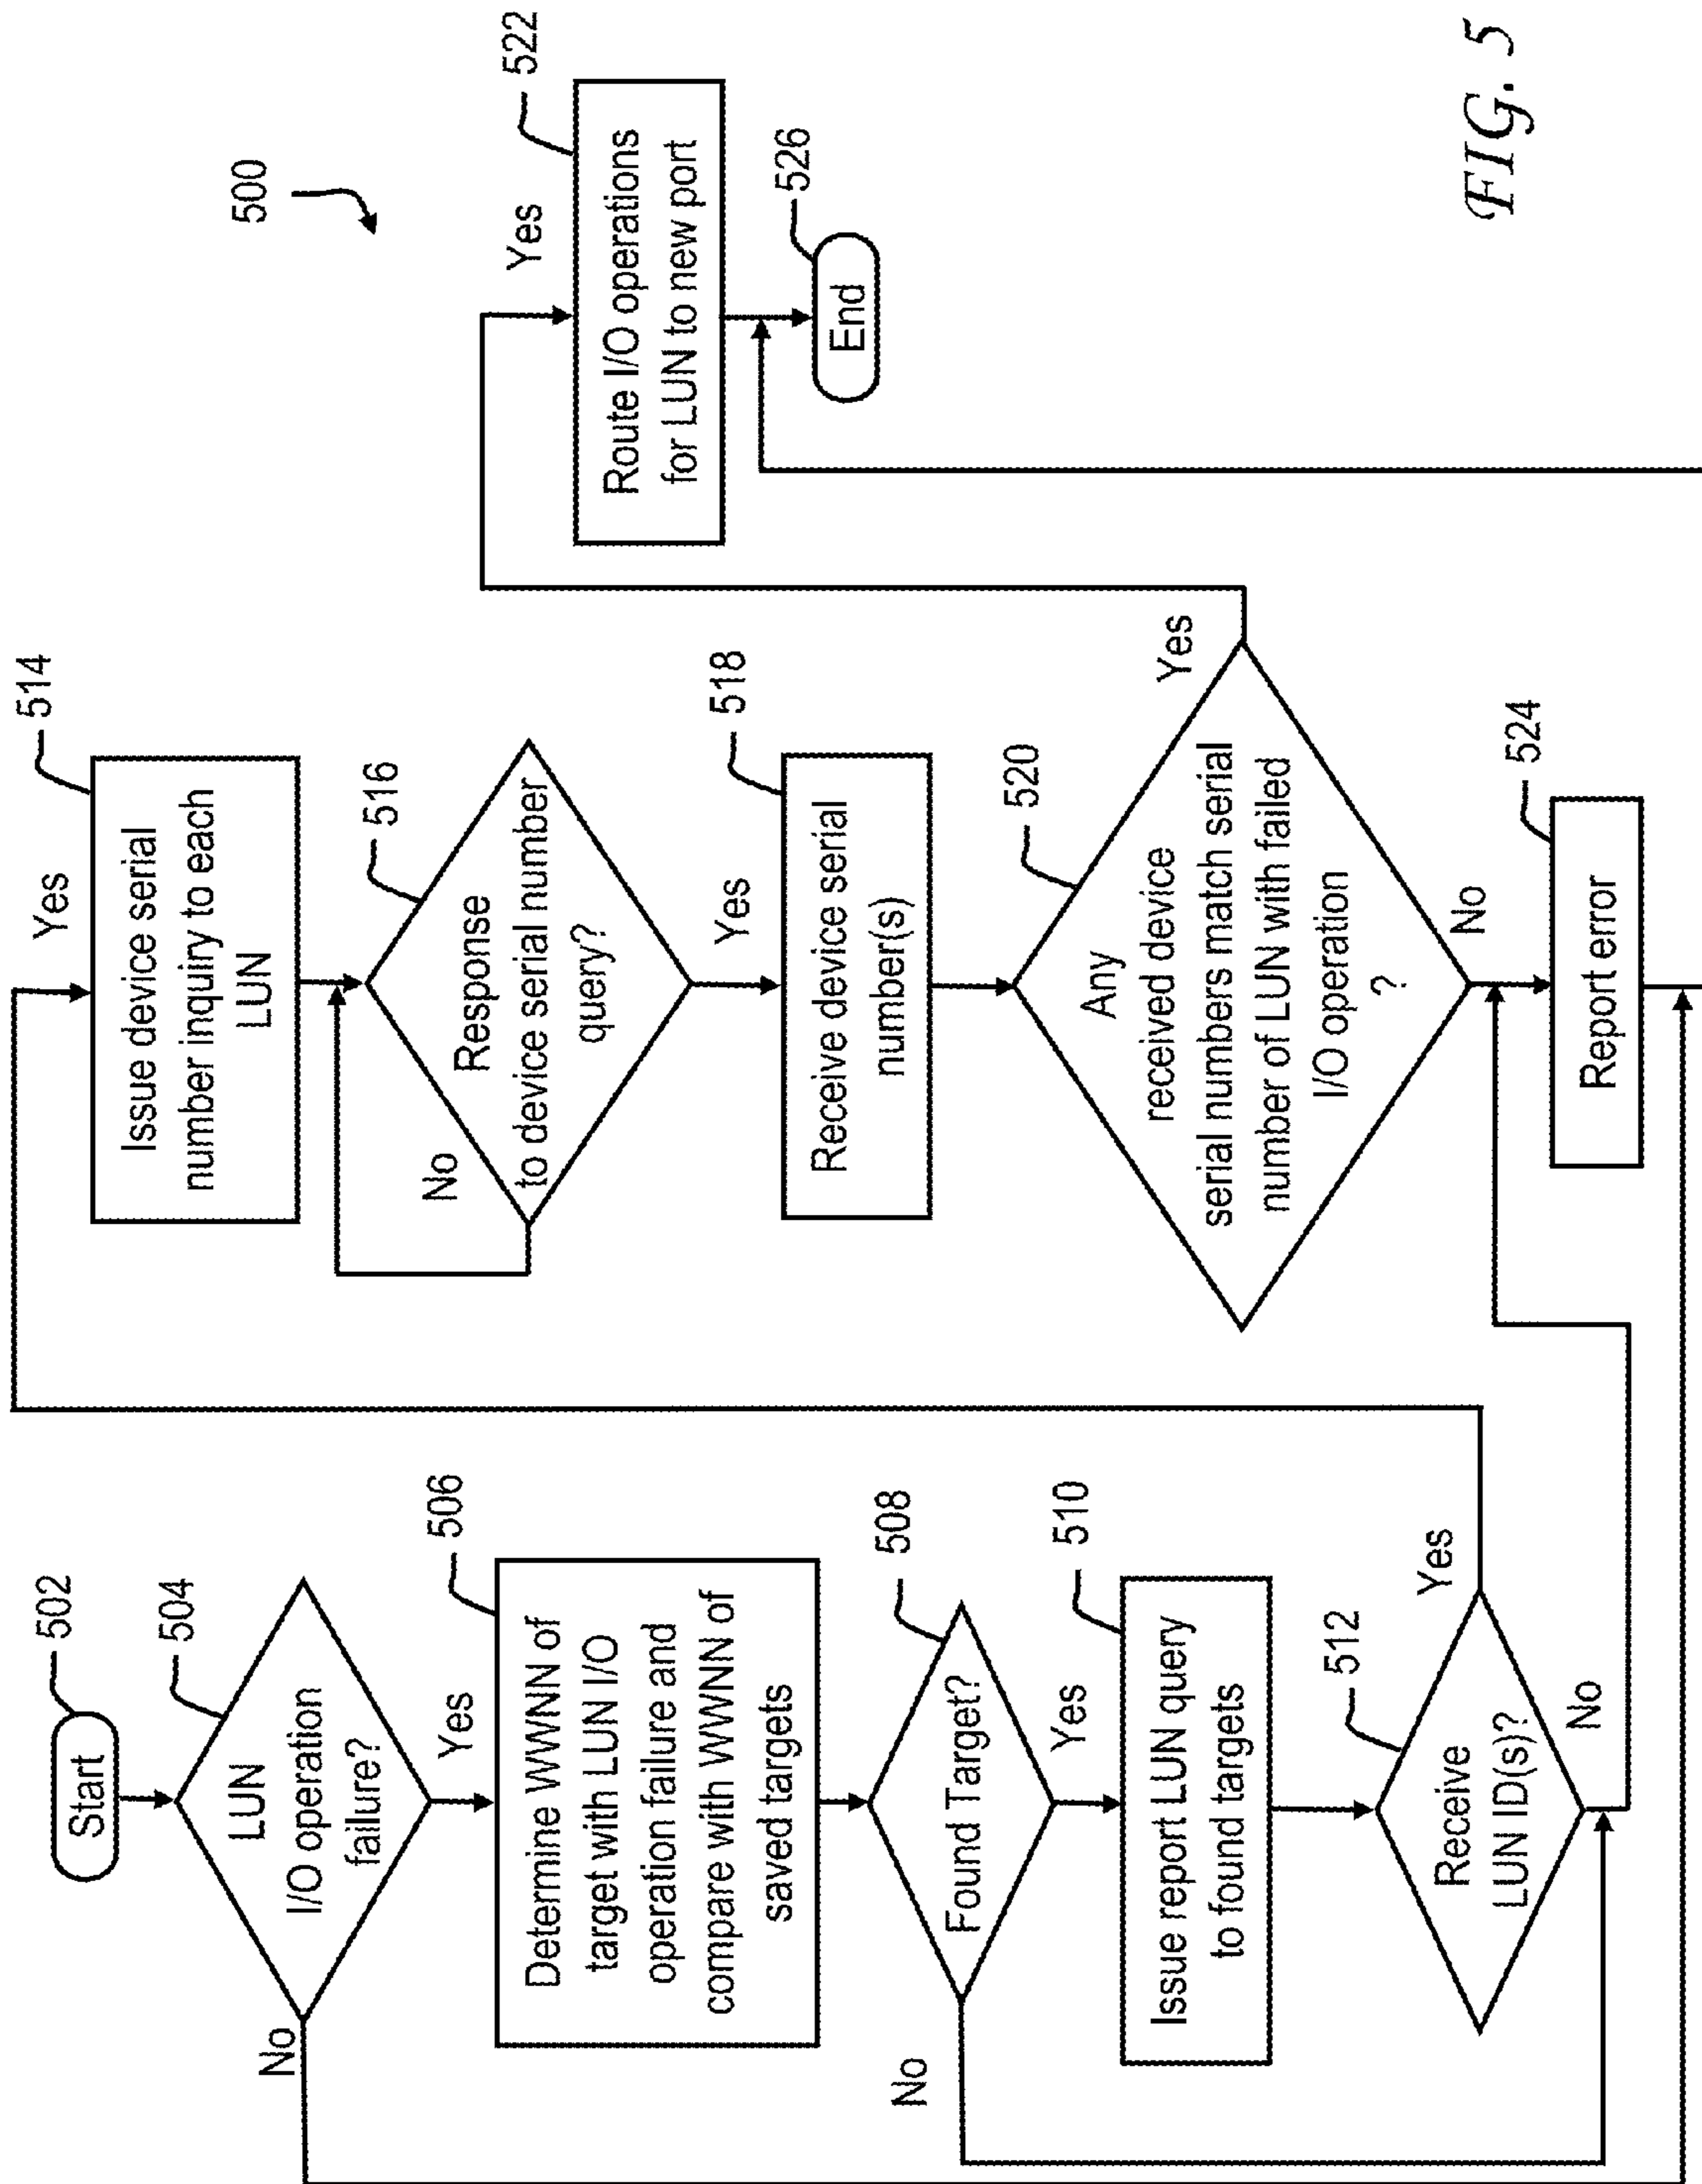 500
502
Start
504
LUN
I/O operation
failure?
No
Yes
506
Determine WWNN of
target with LUN I/O
operation failure and
compare with WWNN of
saved targets
508
Found Target?
No
Yes
510
Issue report LUN query
to found targets
512
Receive
LUN ID(s)?
Yes
No
Yes
514
Issue device serial
number inquiry to each
LUN
516
Response
to device serial number
query?
No
Yes
518
Receive device serial
number(s)
520
Any
received device
serial numbers match serial
number of LUN with failed
I/O operation
?
Yes
No
524
Report error
Yes
522
Route I/O operations
for LUN to new port
526
End
FIG. 5